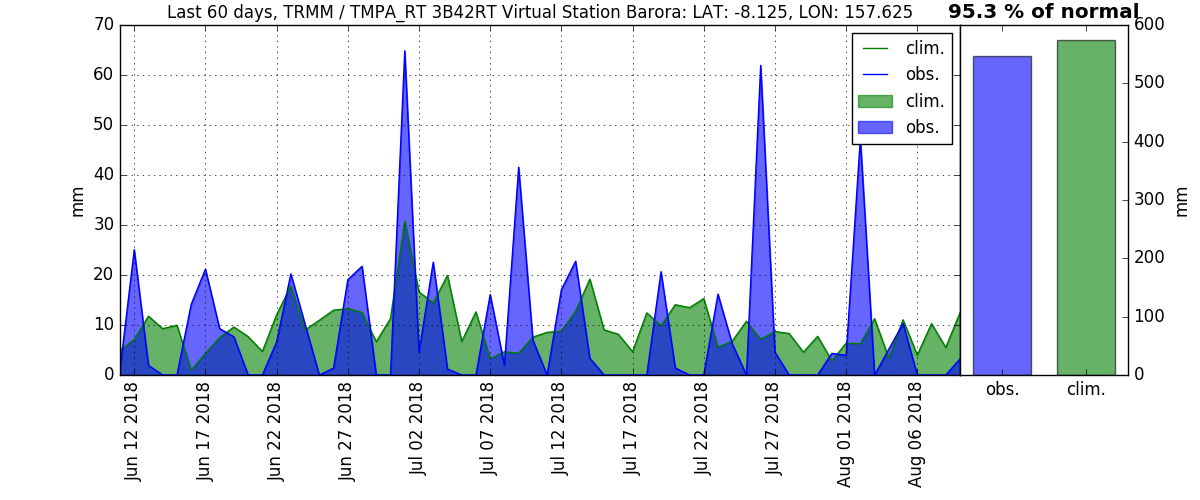 Last 60 days, TRMM / TMPA_RT 3B42RT Virtual Station Barora: LAT: -8.125, LON: 157.625
95.3 % of normal
70
60
50
40
30
20
10
0
mm
clim.
obs.
clim.
obs.
Jun 12 2018
Jun 17 2018
Jun 22 2018
Jun 27 2018
Jul 02 2018
Jul 07 2018
Jul 12 2018
Jul 17 2018
Jul 22 2018
Jul 27 2018
Aug 01 2018
Aug 06 2018
600
500
400
300
200
100
0
mm
obs.
clim.